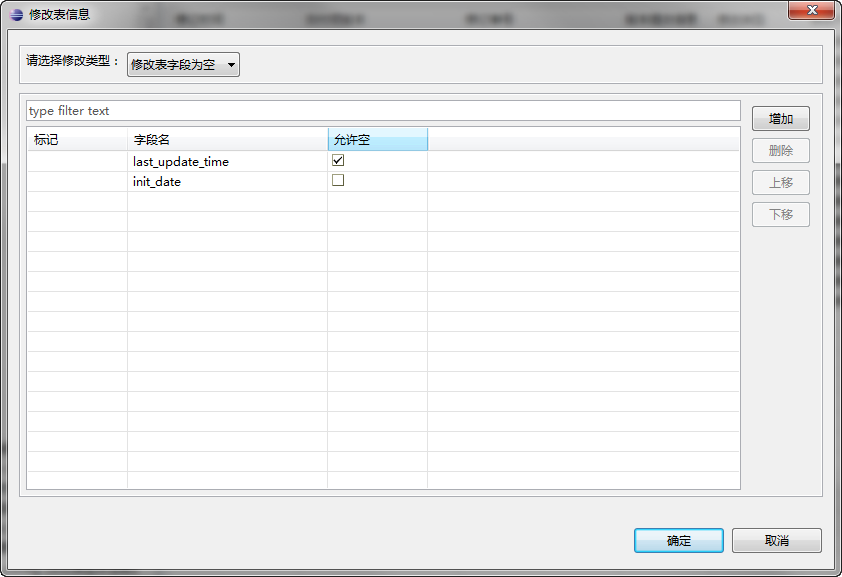 修改表信息
请选择修改类型：
修改表字段为空
type filter text
标记 字段名 允许空
last_update_time
init_date
增加
删除
上移
下移
确定 取消